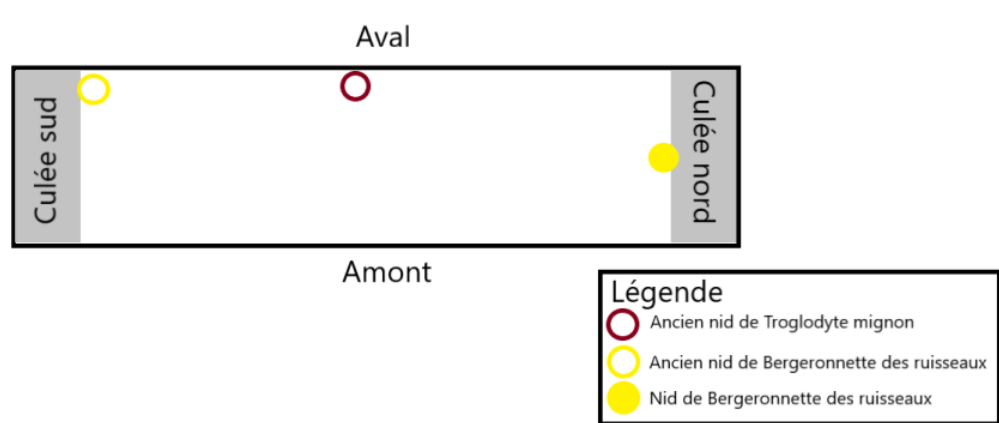 Aval
Culée sud
Culée nord
Amont
Légende
Ancien nid de Troglodyte mignon
Ancien nid de Bergeronnette des ruisseaux
Nid de Bergeronnette des ruisseaux